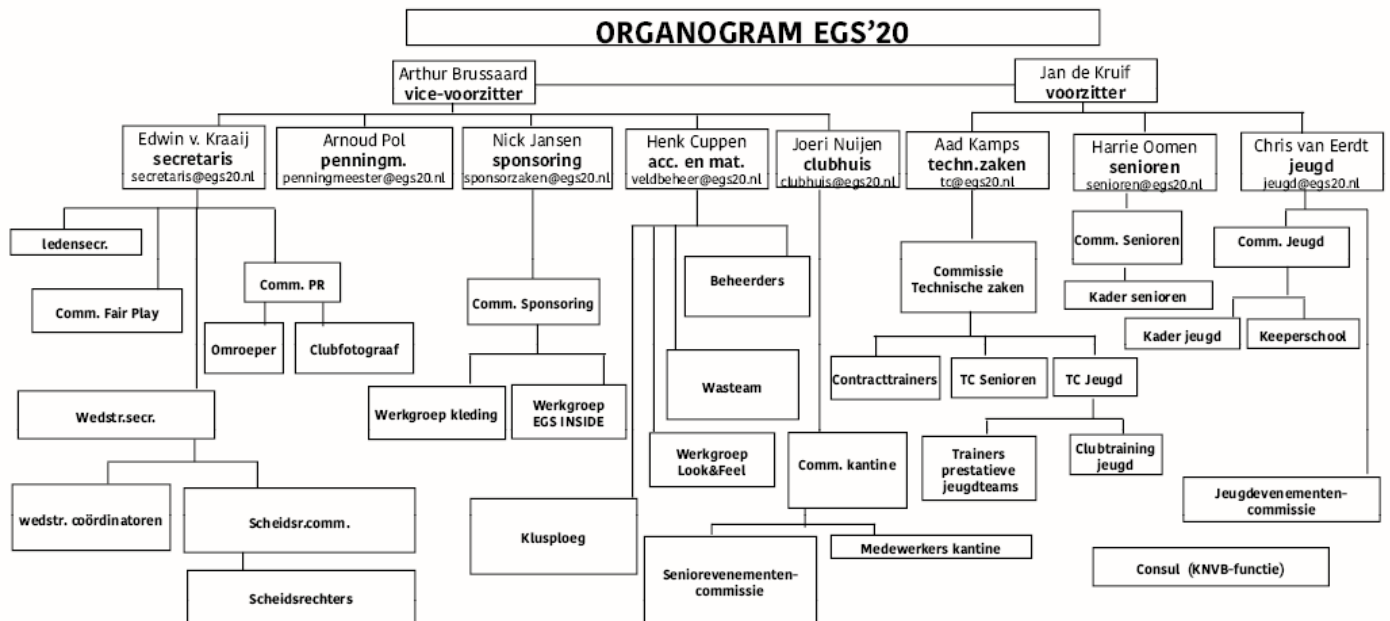 ORGANOGRAM EGS'20
Arthur Brussaard
vice-voorzitter
Jan de Kruif
voorzitter
Edwin v. Kraaij
secretaris
secretaris@egs20.nl
Arnoud Pol
penningm.
penningmeester@egs20.nl
Nick Jansen
sponsoring
sponsorzaken@egs20.nl
Henk Cuppen
acc. en mat.
veldbeheer@egs20.nl
Joeri Nuijen
clubhuis
clubhuis@egs20.nl
Aad Kamps
techn.zaken
tc@egs20.nl
Harrie Oomen
senioren
senioren@egs20.nl
Chris van Eerdt
jeugd
jeugd@egs20.nl
ledensecr.
Comm. Fair Play
Comm. PR
Omroeper
Clubfotograaf
Wedstr.secr.
wedstr. coördinatoren
Scheidsr.comm.
Scheidsrechters
Comm. Sponsoring
Werkgroep kleding
Werkgroep
EGS INSIDE
Beheerders
Wasteam
Werkgroep
Look&Feel
Klusploeg
Comm. kantine
Seniorevenementen-
commissie
Medewerkers kantine
Commissie
Technische zaken
Contracttrainers
TC Senioren
TC Jeugd
Trainers
prestatieve
jeugdteams
Clubtraining
jeugd
Comm. Senioren
Kader senioren
Comm. Jeugd
Kader jeugd
Keeperschool
Jeugdevenementen-
commissie
Consul (KNVB-functie)